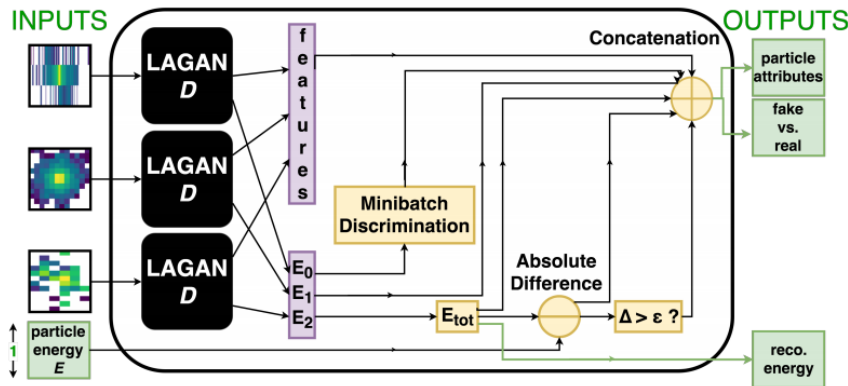 INPUTS
OUTPUTS
LAGAN
D
LAGAN
D
LAGAN
D
features
Concatenation
particle
attributes
fake
vs.
real
Minibatch
Discrimination
E0
E1
E2
Absolute
Difference
Etot
Δ > ε ?
1
particle
energy
E
reco.
energy